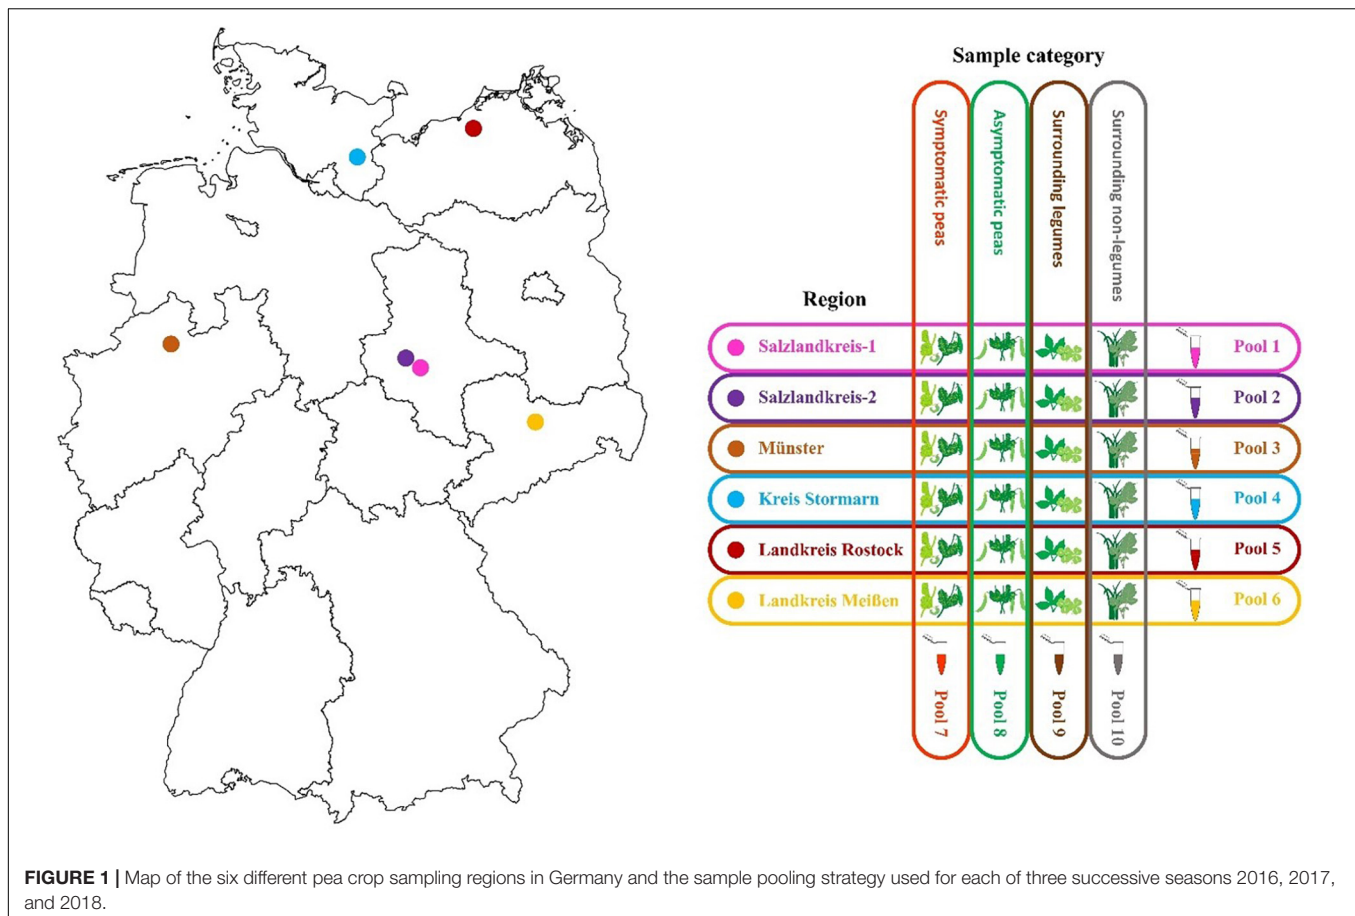 Sample category
Symptomatic peas
Asymptomatic peas
Surrounding legumes
Surrounding non-legumes
Region
Salzlandkreis-1
Pool 1
Salzlandkreis-2
Pool 2
Münster
Pool 3
Kreis Stormarn
Pool 4
Landkreis Rostock
Pool 5
Landkreis Meißen
Pool 6
Pool 7
Pool 8
Pool 9
Pool 10
FIGURE 1 | Map of the six different pea crop sampling regions in Germany and the sample pooling strategy used for each of three successive seasons 2016, 2017,
and 2018.